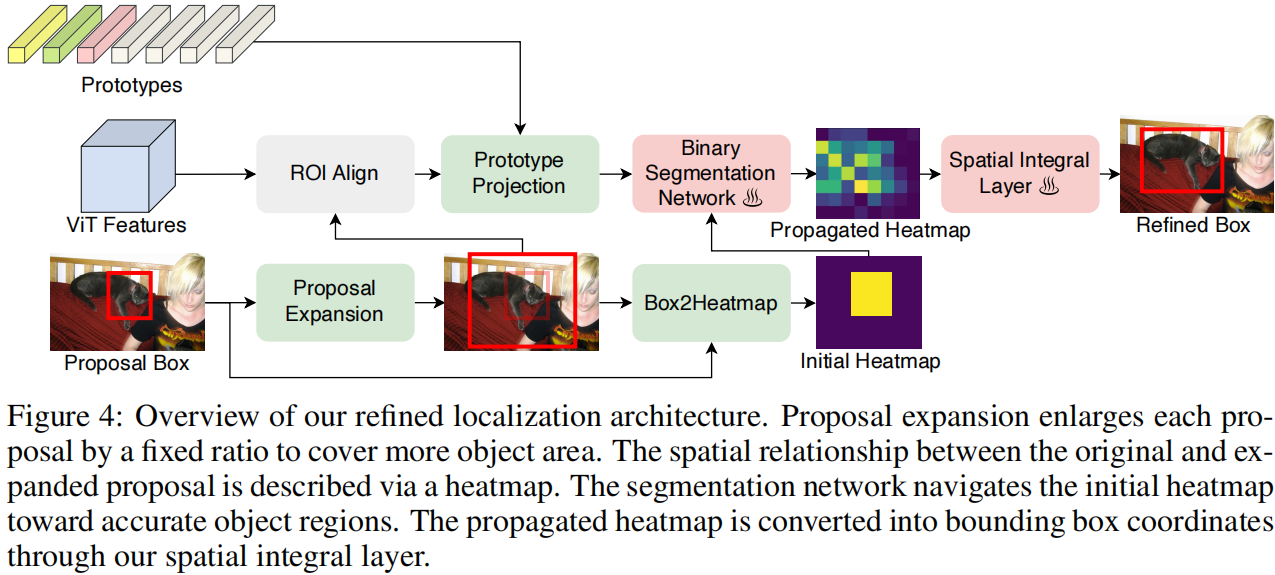 Prototypes
ViT Features
ROI Align
Prototype
Projection
Binary
Segmentation
Network ♨
Propagated Heatmap
Spatial Integral
Layer ♨
Refined Box
Proposal Box
Proposal
Expansion
Box2Heatmap
Initial Heatmap
Figure 4: Overview of our refined localization architecture. Proposal expansion enlarges each pro-
posal by a fixed ratio to cover more object area. The spatial relationship between the original and ex-
panded proposal is described via a heatmap. The segmentation network navigates the initial heatmap
toward accurate object regions. The propagated heatmap is converted into bounding box coordinates
through our spatial integral layer.